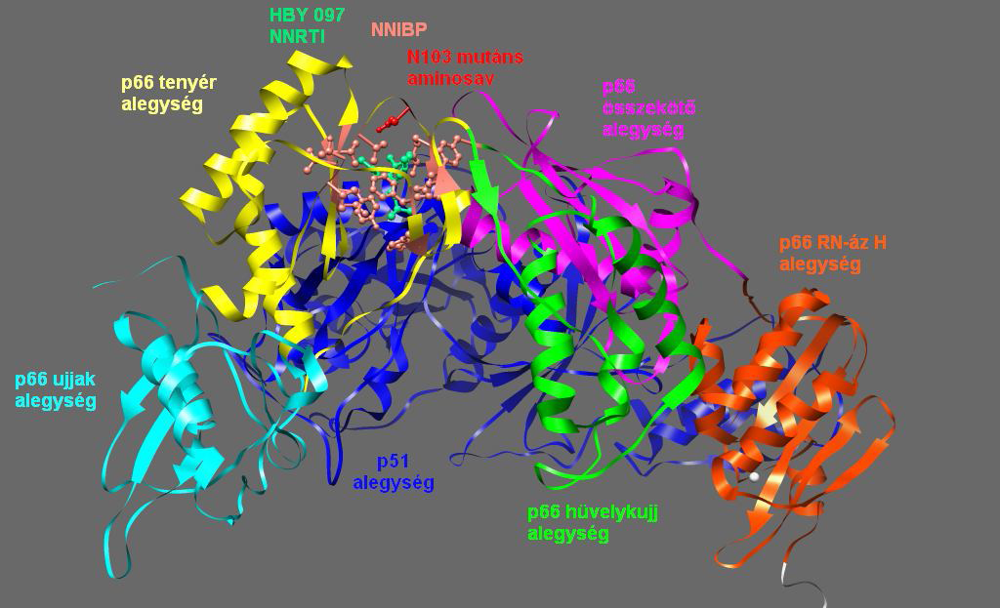 HBY 097
NNRTI
NNIBP
N103 mutáns
aminosav
p66 tenyér
alegység
p66
összekötő
alegység
p66 RN-áz H
alegység
p66 ujjak
alegység
p51
alegység
p66 hüvelykujj
alegység